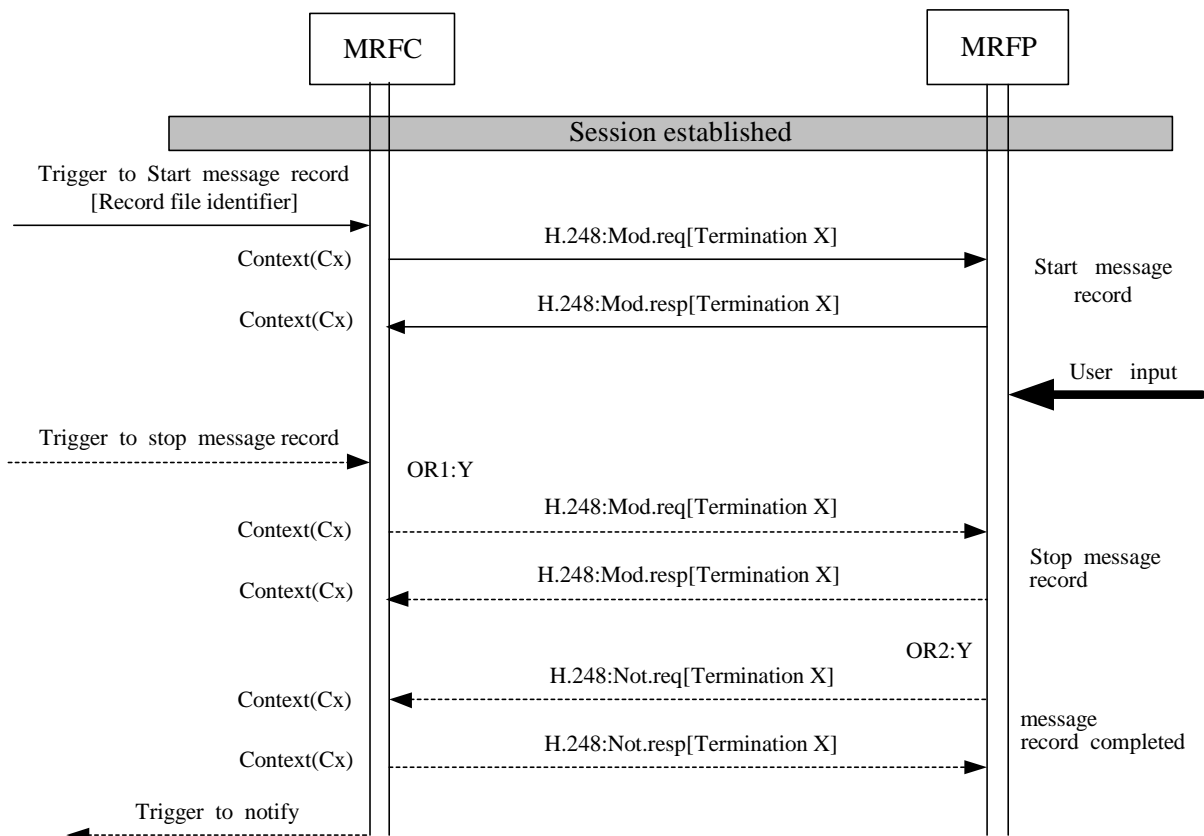 MRFC
MRFP
Session established
Trigger to Start message record
[Record file identifier]
H.248:Mod.req[Termination X]
Context(Cx)
Start message
record
H.248:Mod.resp[Termination X]
Context(Cx)
User input
Trigger to stop message record
OR1:Y
H.248:Mod.req[Termination X]
Context(Cx)
Stop message
record
H.248:Mod.resp[Termination X]
Context(Cx)
OR2:Y
H.248:Not.req[Termination X]
Context(Cx)
message
record completed
H.248:Not.resp[Termination X]
Context(Cx)
Trigger to notify